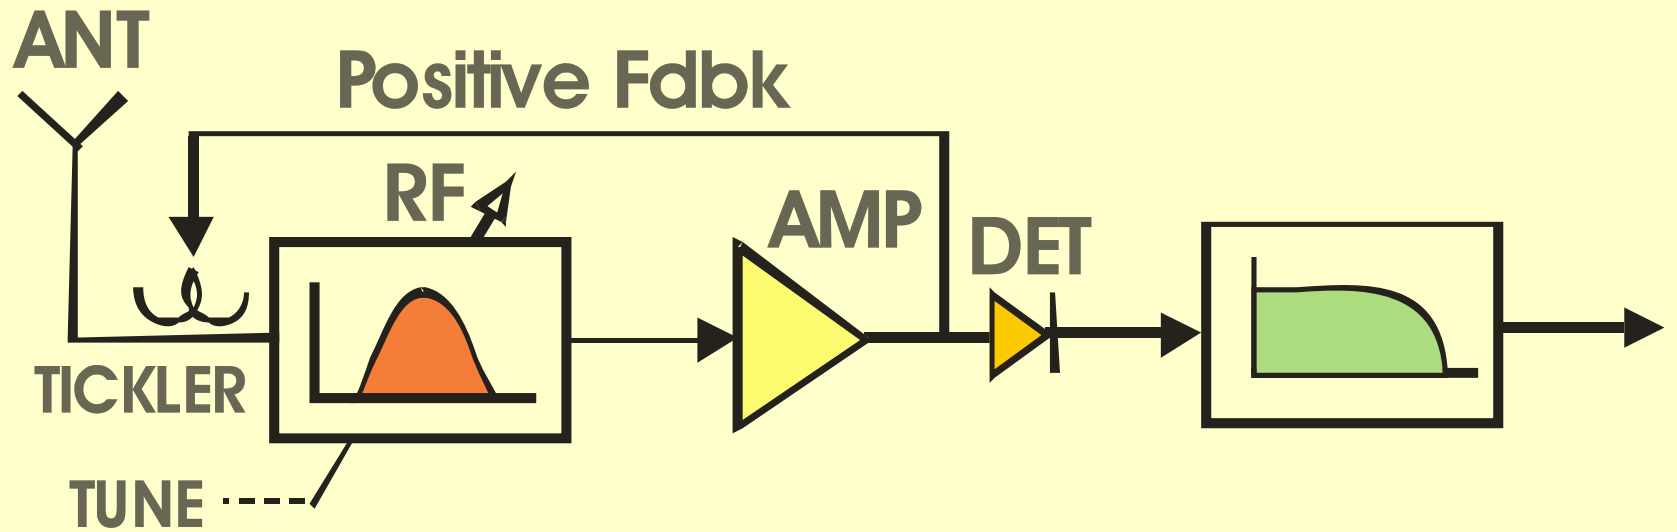 ANT
Positive Fdbk
RF
AMP
DET
TICKLER
TUNE